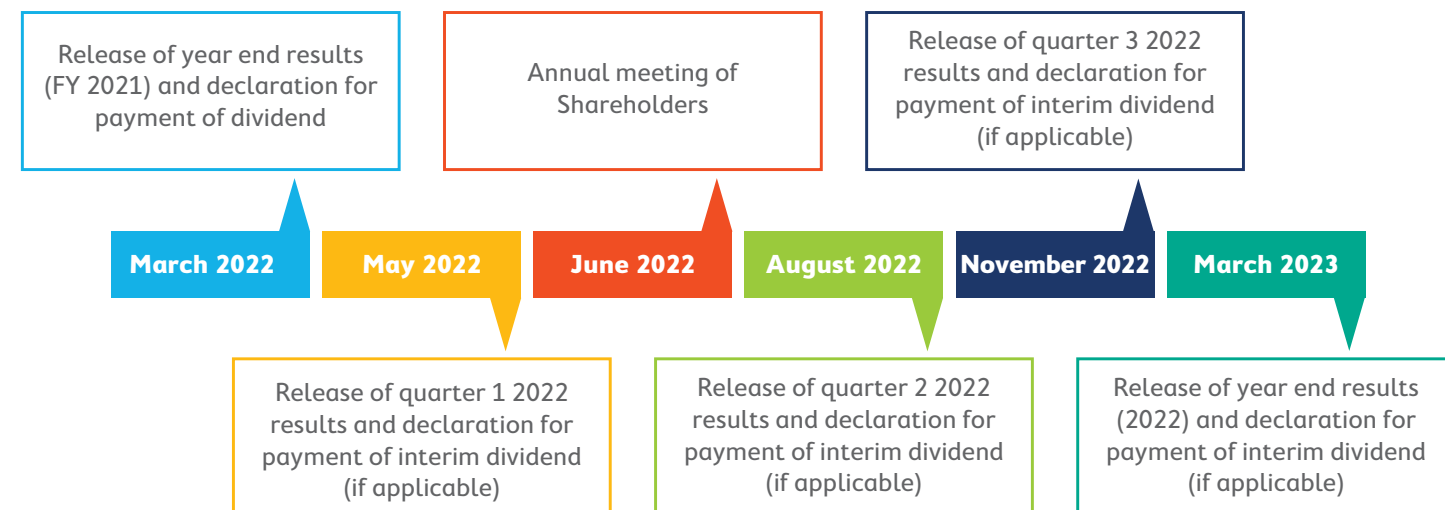 Release of year end results
(FY 2021) and declaration for
payment of dividend
Annual meeting of
Shareholders
Release of quarter 3 2022
results and declaration for
payment of interim dividend
(if applicable)
March 2022
May 2022
June 2022
August 2022
November 2022
March 2023
Release of quarter 1 2022
results and declaration for
payment of interim dividend
(if applicable)
Release of quarter 2 2022
results and declaration for
payment of interim dividend
(if applicable)
Release of year end results
(2022) and declaration for
payment of interim dividend
(if applicable)